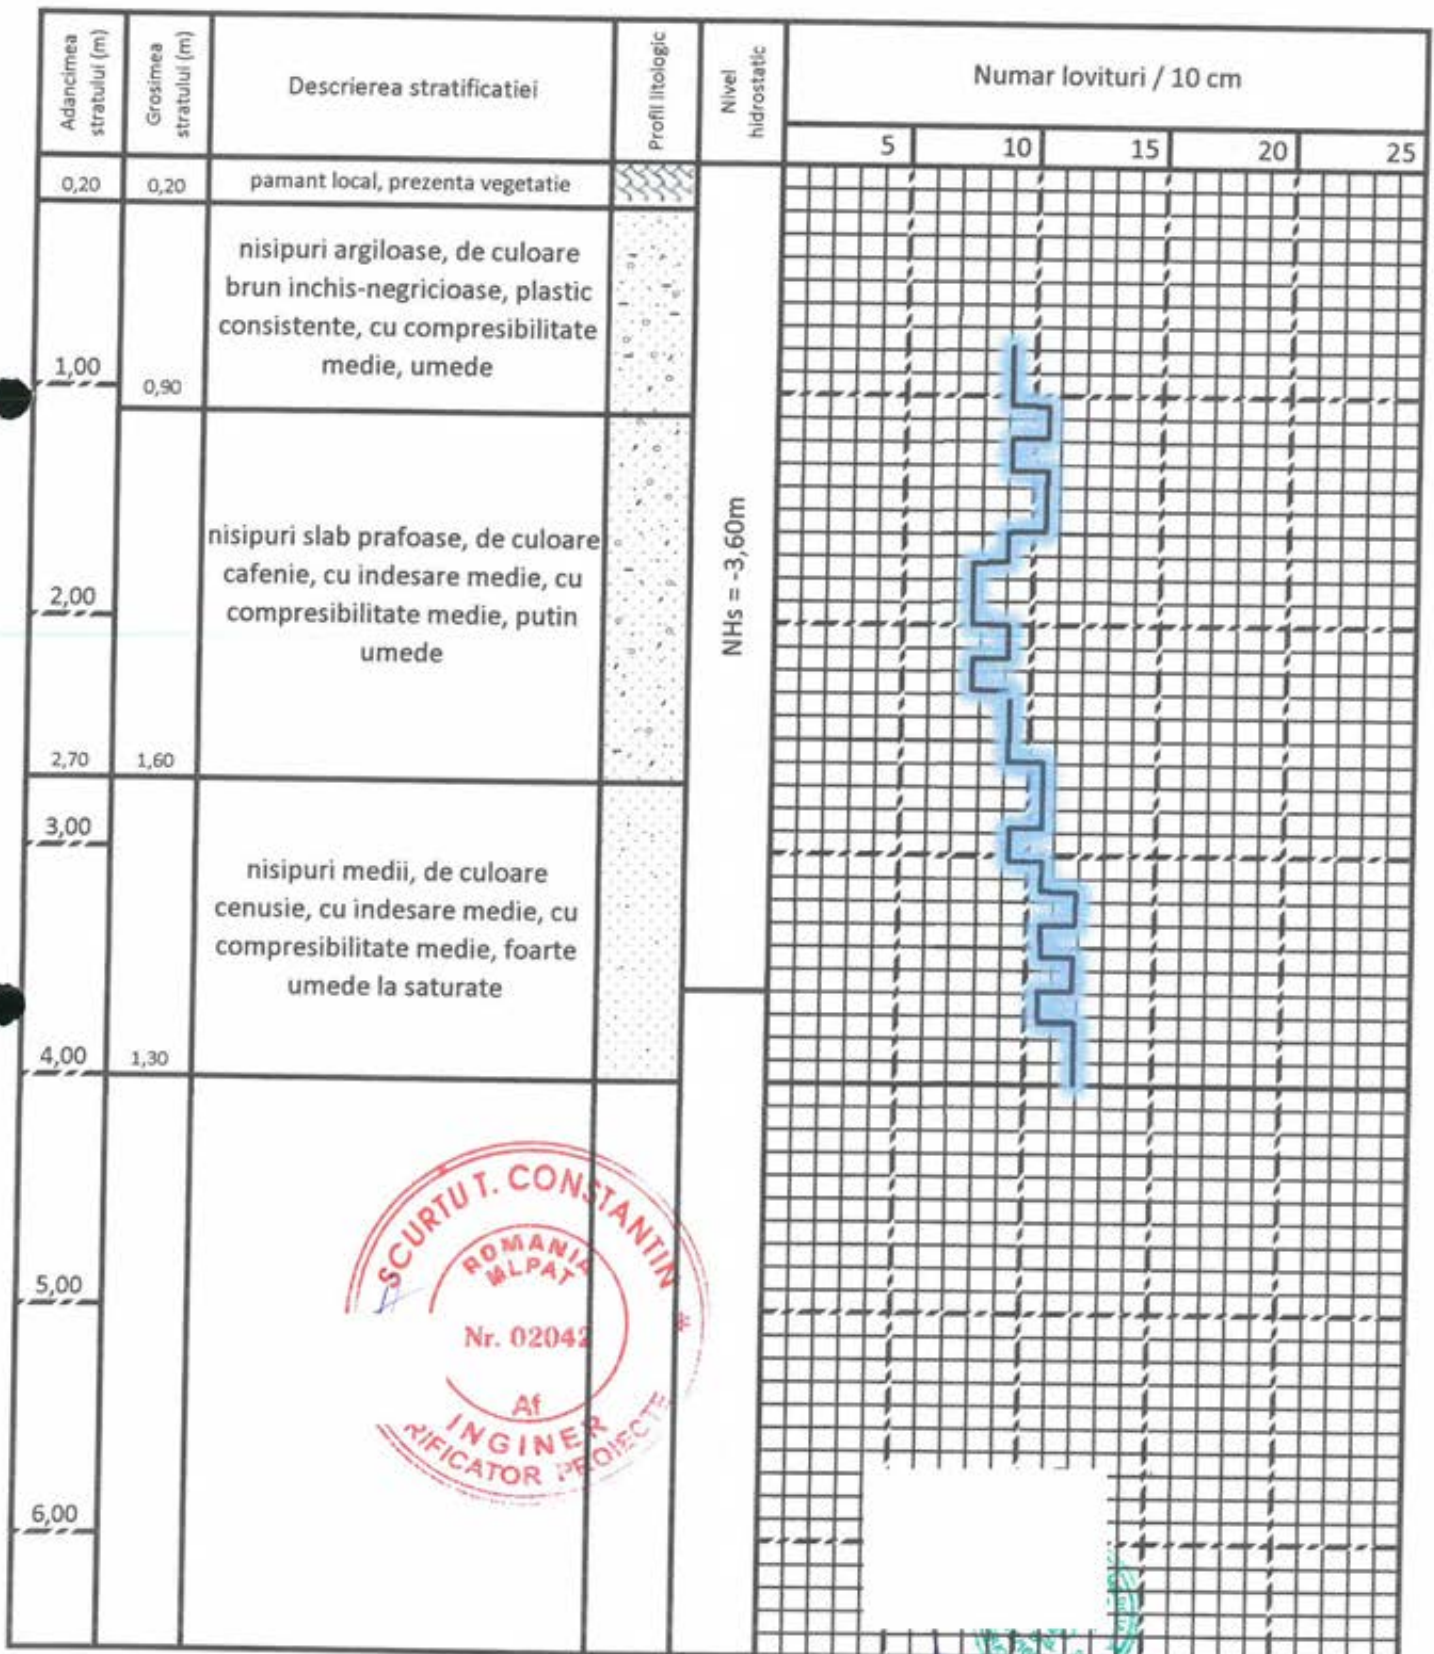 Adancimea
stratului (m)
Grosimea
stratului (m)
Descrierea stratificatiei
Profil litologic
Nivel
hidrostatic
Numar lovituri / 10 cm
5 10 15 20 25
0,20 0,20 pamant local, prezenta vegetatie
nisipuri argiloase, de culoare
brun inchis-negricioase, plastic
consistente, cu compresibilitate
medie, umede
1,00
0,90
nisipuri slab prafoase, de culoare
cafenie, cu indesare medie, cu
compresibilitate medie, putin
umede
2,00
NHs = -3,60m
2,70 1,60
3,00
nisipuri medii, de culoare
cenusie, cu indesare medie, cu
compresibilitate medie, foarte
umede la saturate
4,00 1,30
5,00
6,00
SCURTU T. CONSTANTIN
ROMANIA
MLPAT
Nr. 02042
Af
INGINER
RIFICATOR PROIECTE